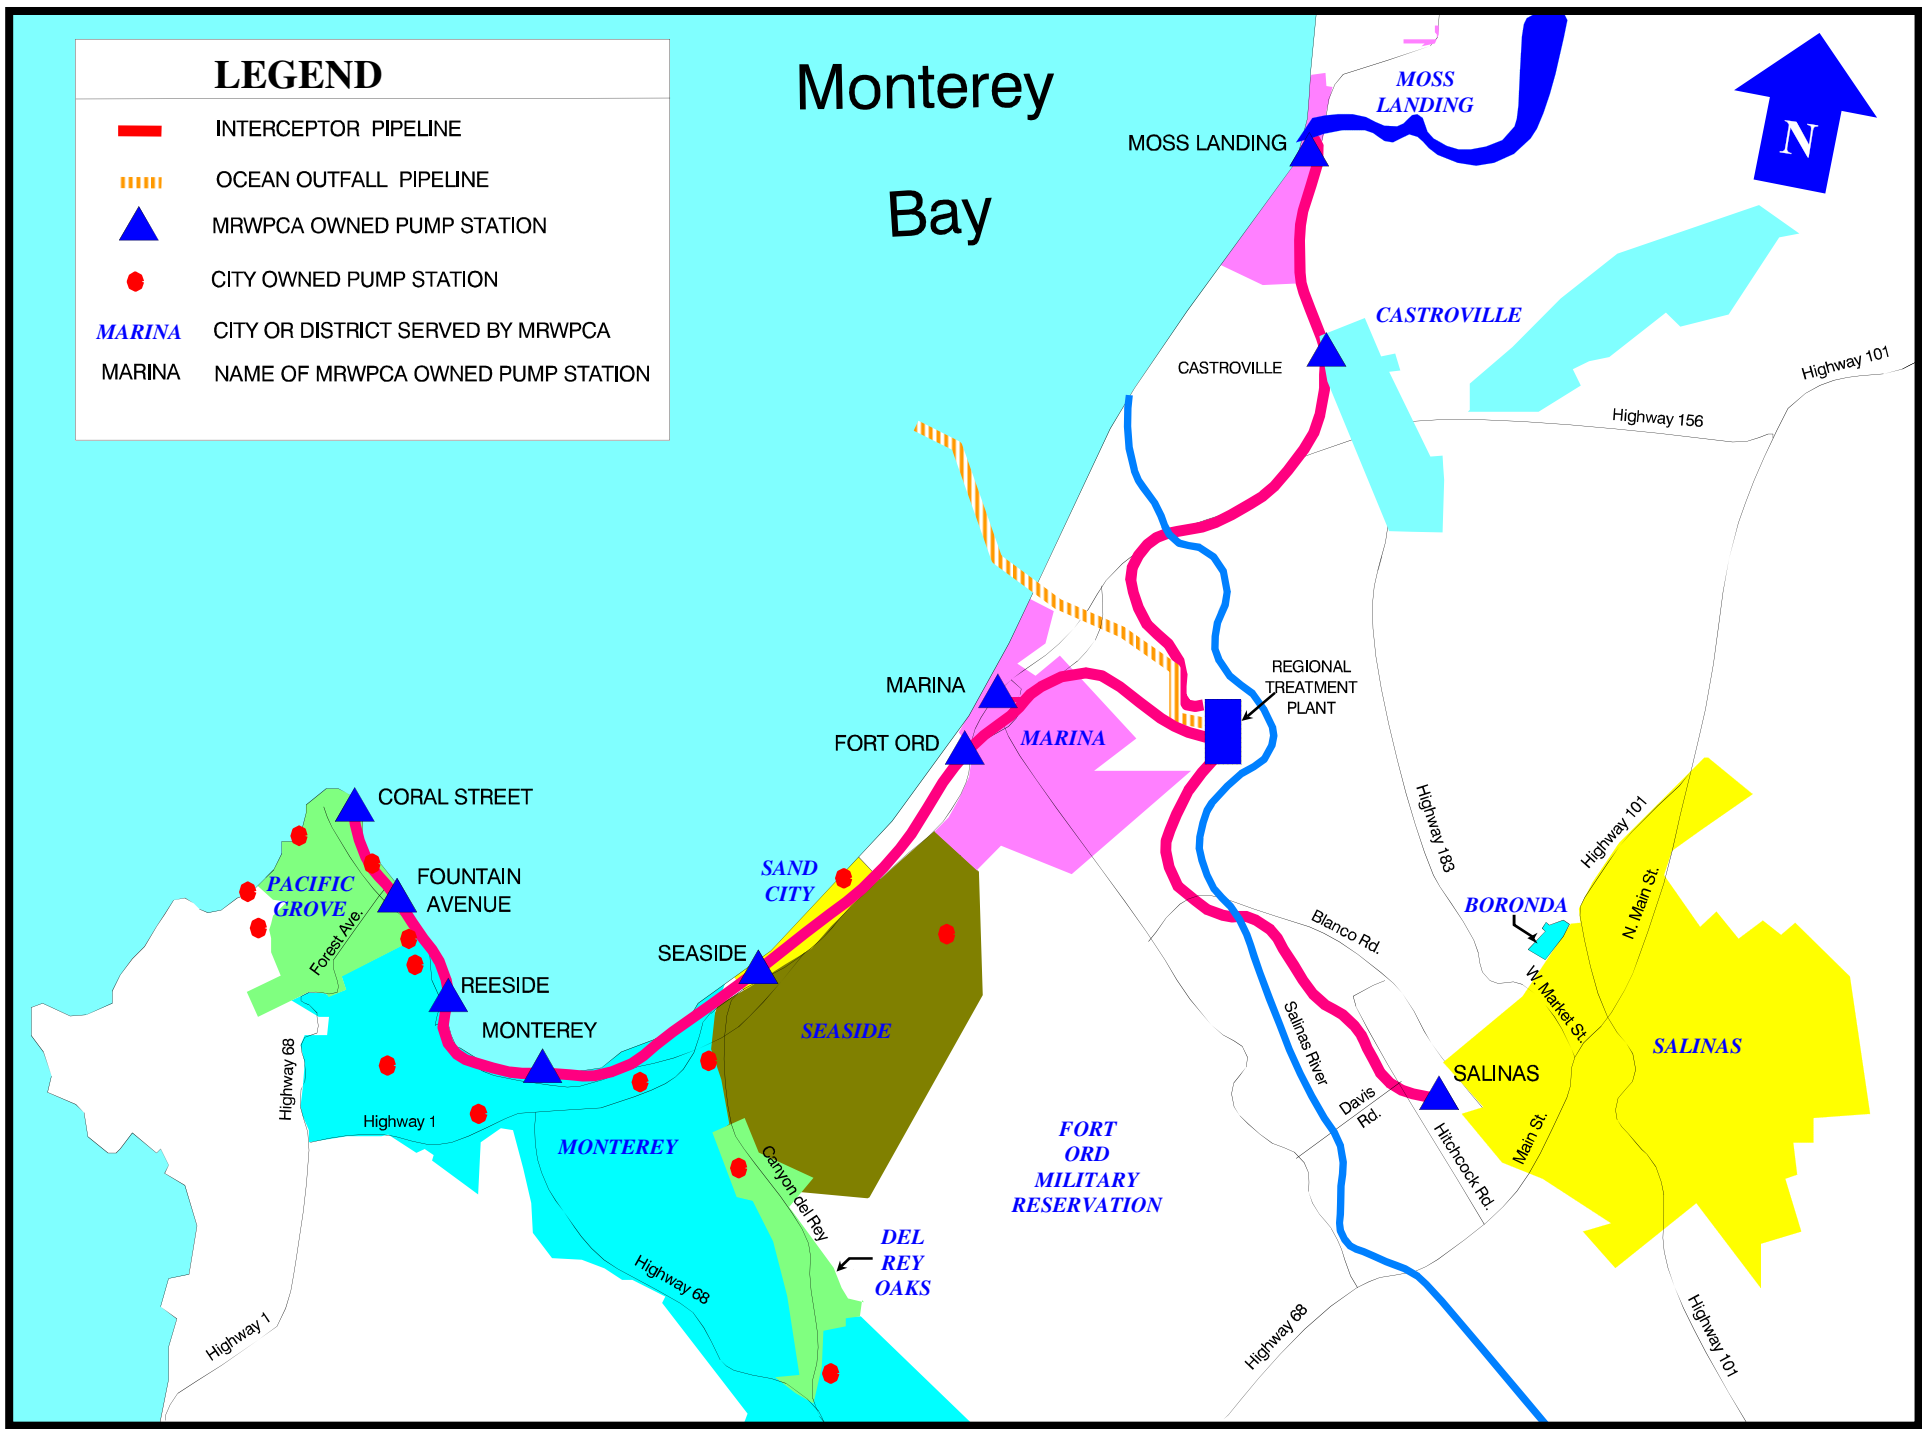 LEGEND
INTERCEPTOR PIPELINE
OCEAN OUTFALL PIPELINE
MRWPCA OWNED PUMP STATION
CITY OWNED PUMP STATION
MARINA CITY OR DISTRICT SERVED BY MRWPCA
MARINA NAME OF MRWPCA OWNED PUMP STATION
Monterey
Bay
N
MOSS
LANDING
MOSS LANDING
CASTROVILLE
CASTROVILLE
Highway 101
Highway 156
REGIONAL
TREATMENT
PLANT
MARINA
FORT ORD
MARINA
CORAL STREET
FOUNTAIN
AVENUE
PACIFIC
GROVE
Forest Ave.
SAND
CITY
SEASIDE
REESIDE
MONTEREY
SEASIDE
Highway 183
Highway 101
N. Main St.
BORONDA
Blanco Rd.
W. Market St.
SALINAS
SALINAS
Salinas River
Davis
Rd.
Hitchcock Rd.
Main St.
Highway 68
Highway 1
MONTEREY
Canyon del Rey
FORT
ORD
MILITARY
RESERVATION
DEL
REY
OAKS
Highway 68
Highway 1
Highway 68
Highway 101